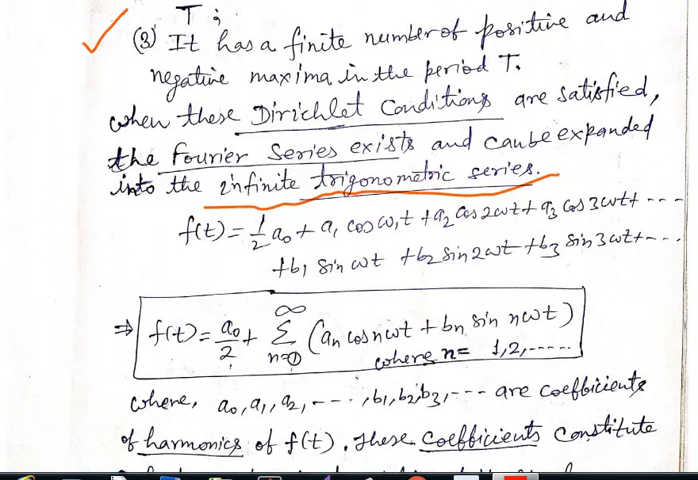 T ;
(3) It has a finite number of positive and
negative maxima in the period T.
when these Dirichlet Conditions are satisfied,
the Fourier Series exists and can be expanded
into the infinite trigonometric series.
f(t) = 1/2 a₀ + a₁ cos ω₁t + a₂ Cos 2ωt + a₃ Cos 3ωt + ----
+ b₁ sin ωt + b₂ sin 2ωt + b₃ sin 3ωt + ---.
⇒ f(t) = a₀/2 + ∑ n=0 ∞ (aₙ cos nωt + bₙ sin nωt)
where n = 1, 2, ......
where, a₀, a₁, a₂, ---, b₁, b₂, b₃, --- are coefficients
of harmonics of f(t). These coefficients constitute